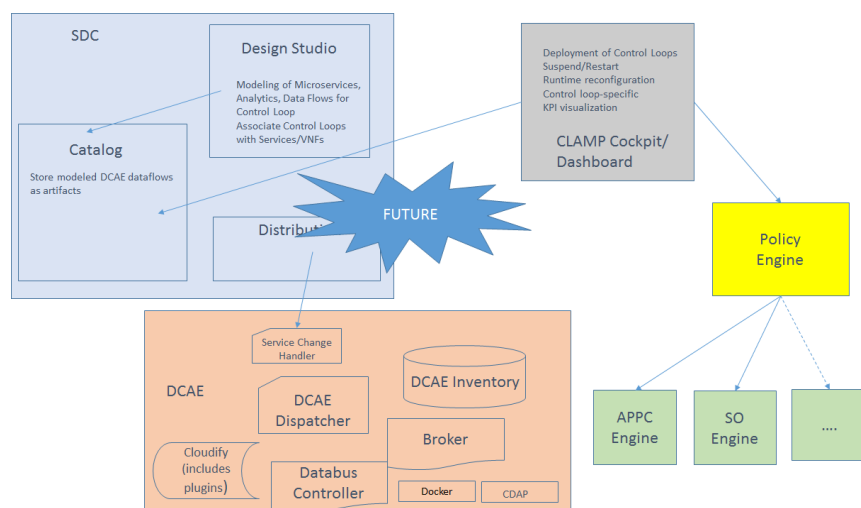 SDC
Design Studio
Modeling of Microservices,
Analytics, Data Flows for
Control Loop
Associate Control Loops
with Services/VNFs
Catalog
Store modeled DCAE dataflows
as artifacts
FUTURE
Deployment of Control Loops
Suspend/Restart
Runtime reconfiguration
Control loop-specific
KPI visualization
CLAMP Cockpit/
Dashboard
Policy
Engine
APPC
Engine
SO
Engine
....
DCAE
Service Change
Handler
DCAE Inventory
DCAE
Dispatcher
Broker
Cloudify
(includes
plugins)
Databus
Controller
Docker
CDAP